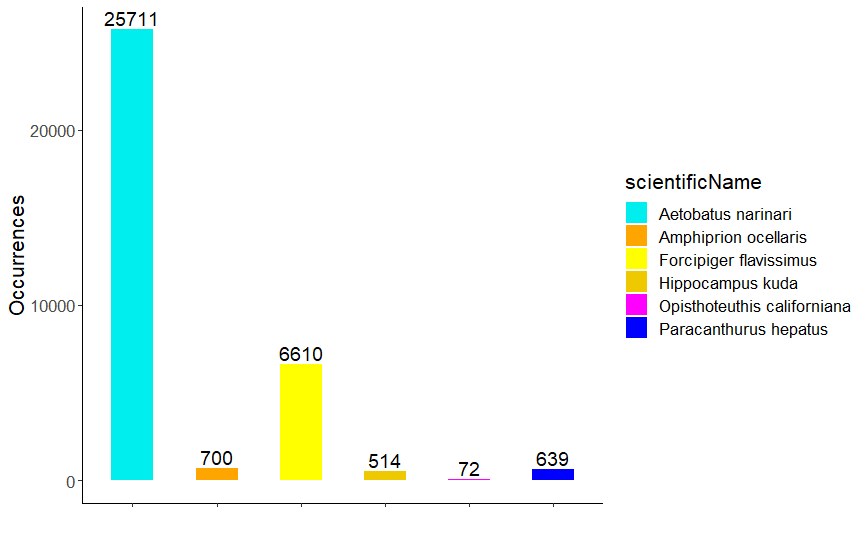 25711
20000
10000
0
Occurrences
700
6610
514
72
639
scientificName
Aetobatus narinari
Amphiprion ocellaris
Forcipiger flavissimus
Hippocampus kuda
Opisthoteuthis californiana
Paracanthurus hepatus